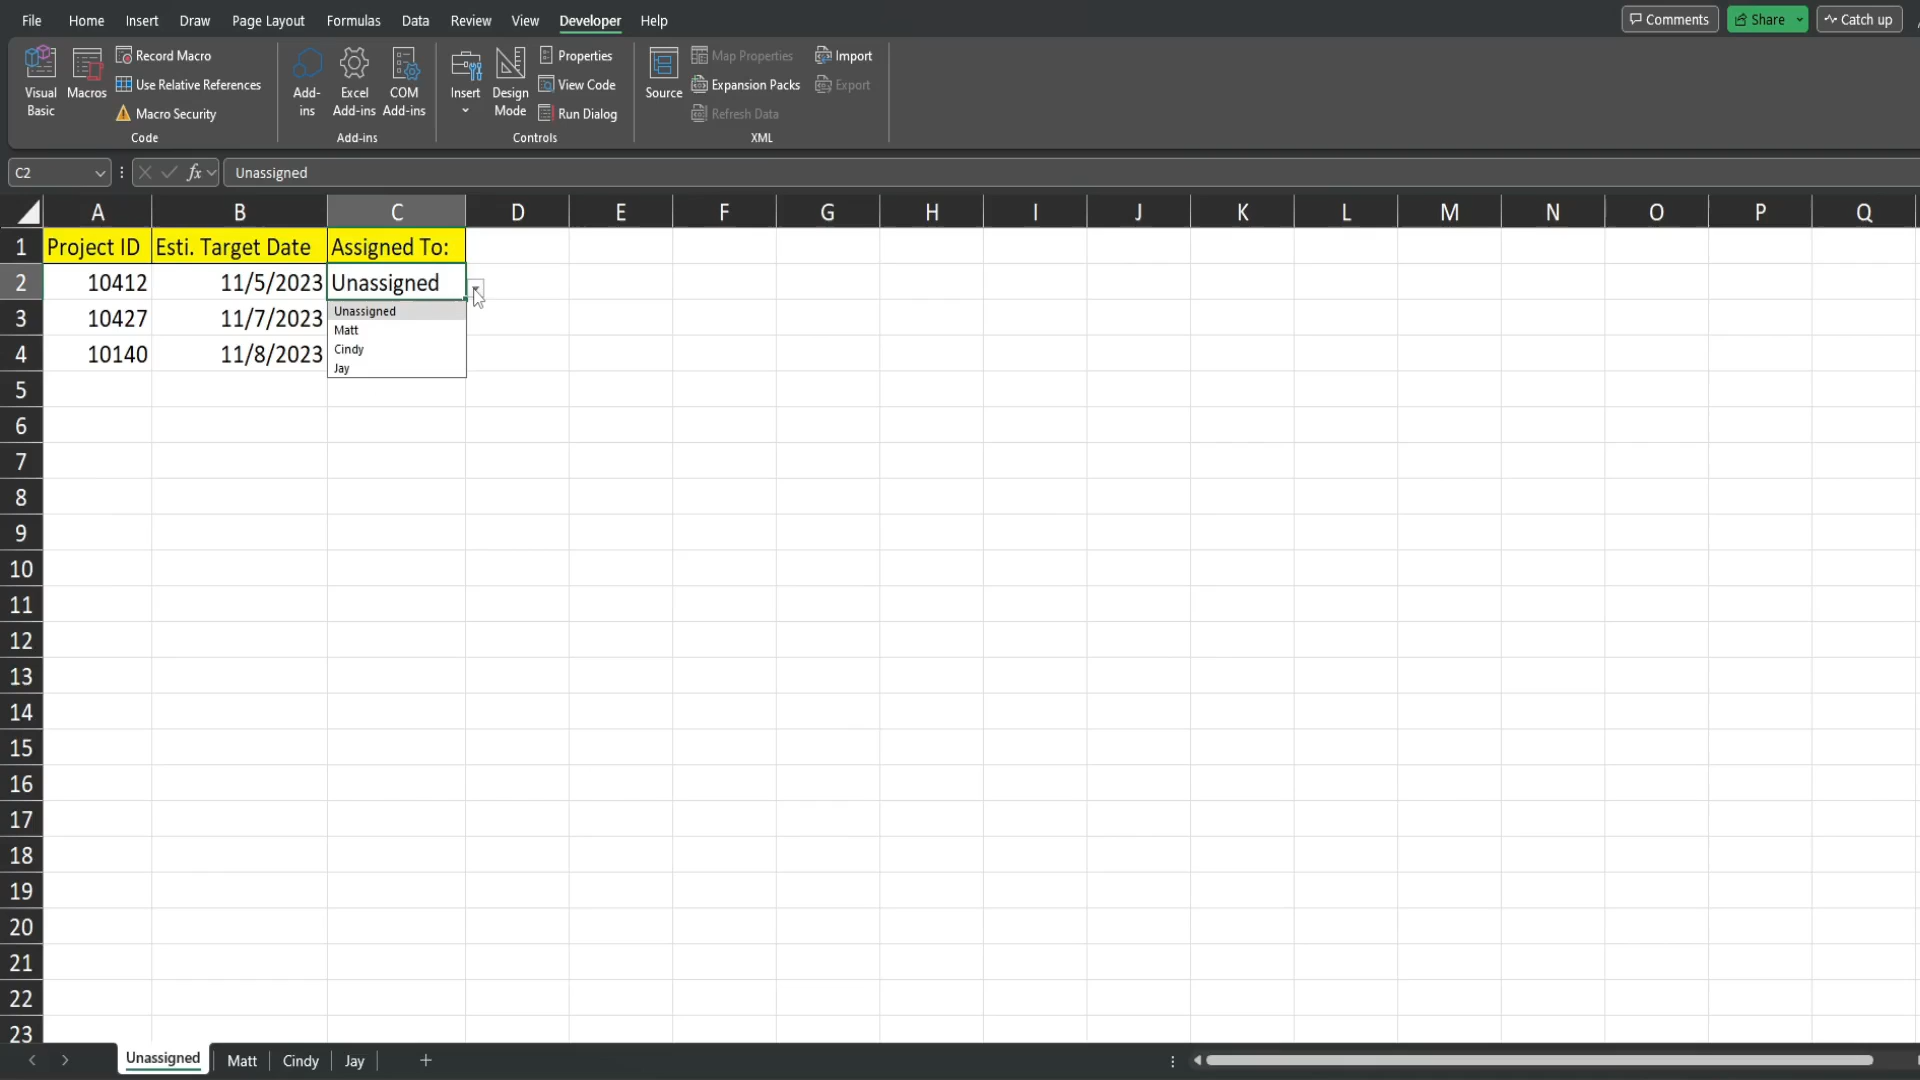 File Home Insert Draw Page Layout Formulas Data Review View Developer Help Comments Share Catch up
Visual Basic
Macros
Record Macro
Use Relative References
Macro Security
Code
Add-ins
Excel Add-ins
COM Add-ins
Add-ins
Insert
Design Mode
Properties
View Code
Run Dialog
Controls
Source
Map Properties
Expansion Packs
Refresh Data
Import
Export
XML
C2 fx Unassigned
A B C D E F G H I J K L M N O P Q
1 Project ID Esti. Target Date Assigned To:
2 10412 11/5/2023 Unassigned
Unassigned
3 10427 11/7/2023
Matt
Cindy
4 10140 11/8/2023
Jay
5
6
7
8
9
10
11
12
13
14
15
16
17
18
19
20
21
22
23
Unassigned Matt Cindy Jay +